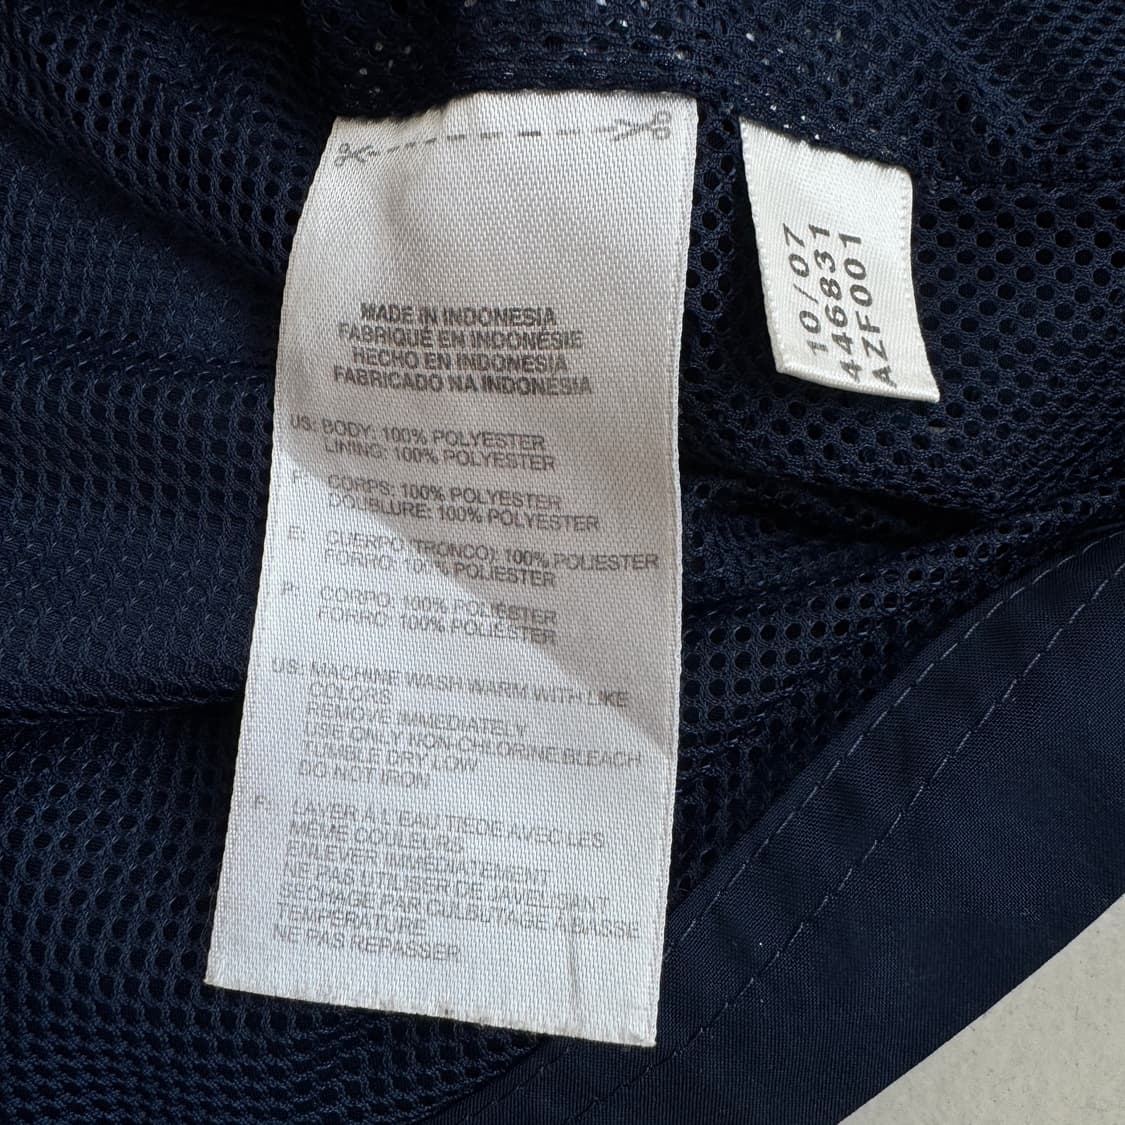 MADE IN INDONESIA
FABRIQUÉ EN INDONÉSIE
HECHO EN INDONESIA
FABRICADO NA INDONÉSIA
US: BODY: 100% POLYESTER
LINING: 100% POLYESTER
F: CORPS: 100% POLYESTER
DOUBLURE: 100% POLYESTER
E: CUERPO (TRONCO): 100% POLIESTER
FORRO: 100% POLIESTER
P: CORPO: 100% POLIÉSTER
FORRO: 100% POLIÉSTER
US: MACHINE WASH WARM WITH LIKE
COLORS
REMOVE IMMEDIATELY
USE ONLY NON-CHLORINE BLEACH
TUMBLE DRY LOW
DO NOT IRON
F: LAVER À L'EAU TIEDE AVEC LES
MÊME COULEURS
ENLEVER IMMÉDIATEMENT
NE PAS UTILISER DE JAVELLISANT
SÉCHAGE PAR CULBUTAGE À BASSE
TEMPERATURE
NE PAS REPASSER
10/07
446831
AZF001